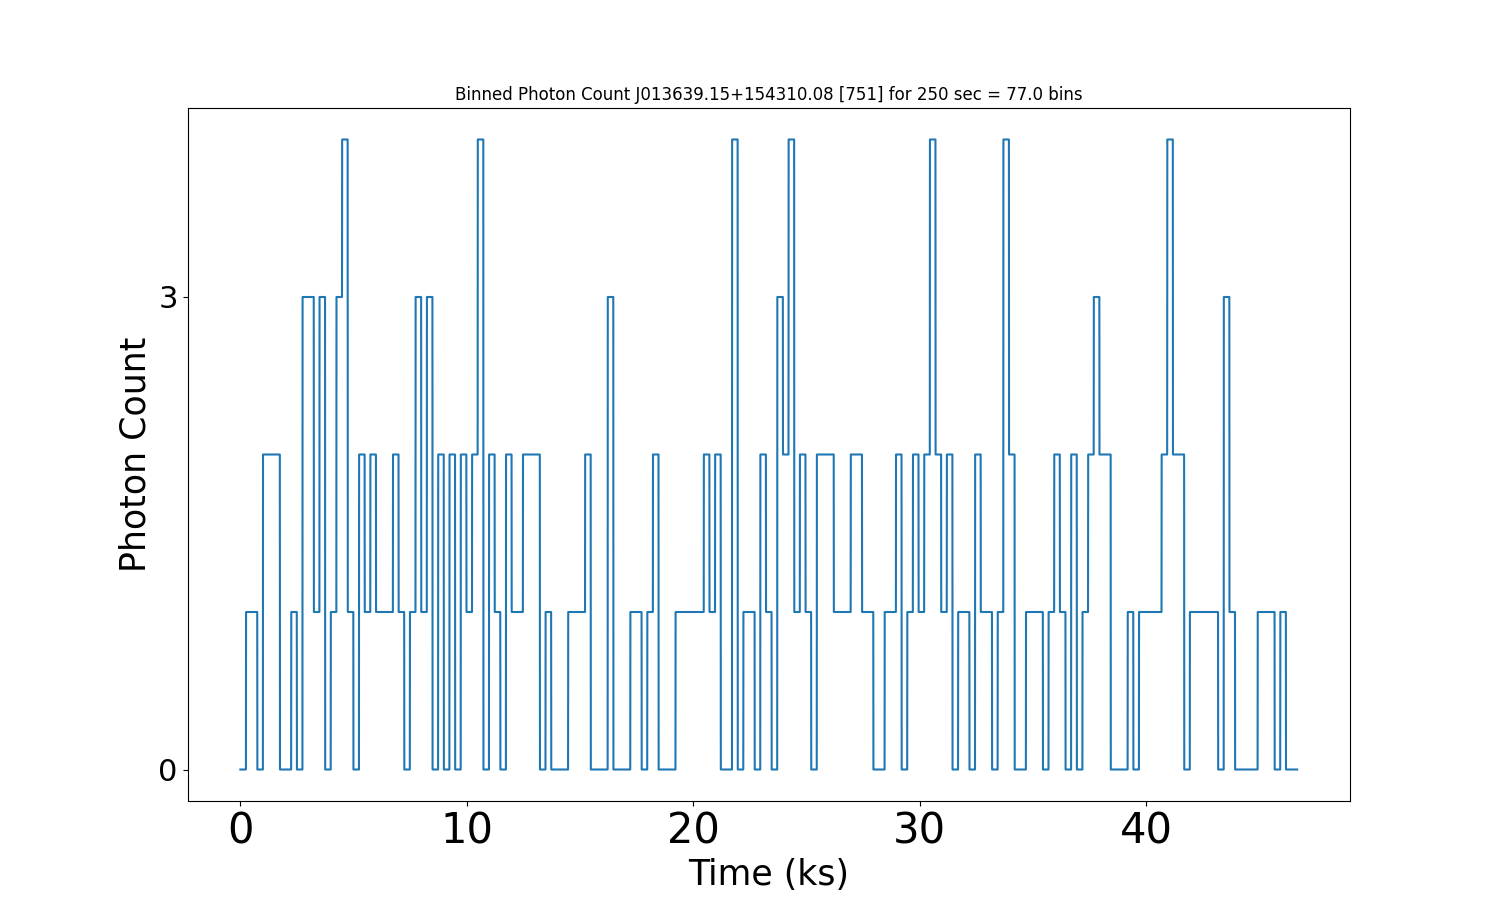 Binned Photon Count J013639.15+154310.08 [751] for 250 sec = 77.0 bins
Photon Count
3
0
0 10 20 30 40
Time (ks)